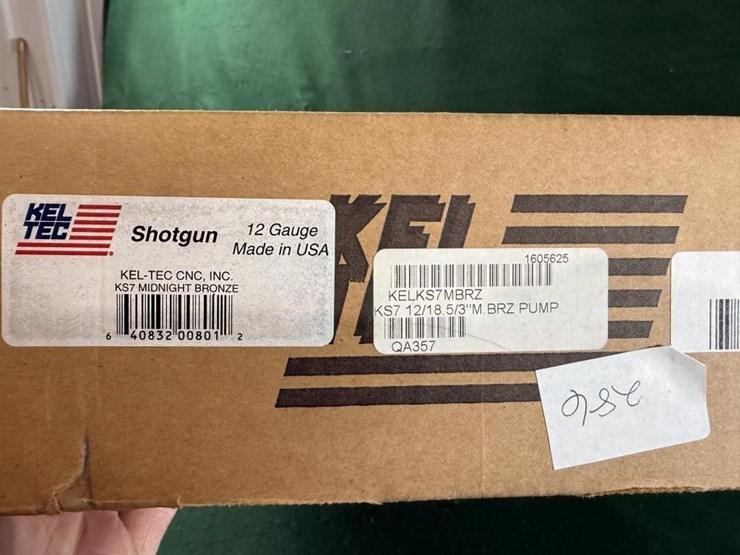 KEL
TEC
Shotgun
12 Gauge
Made in USA
KEL-TEC CNC, INC.
KS7 MIDNIGHT BRONZE
6 40832 00801 2
KEL
1605625
KELKS7MBRZ
KS7 12/18.5/3"M.BRZ PUMP
QA357